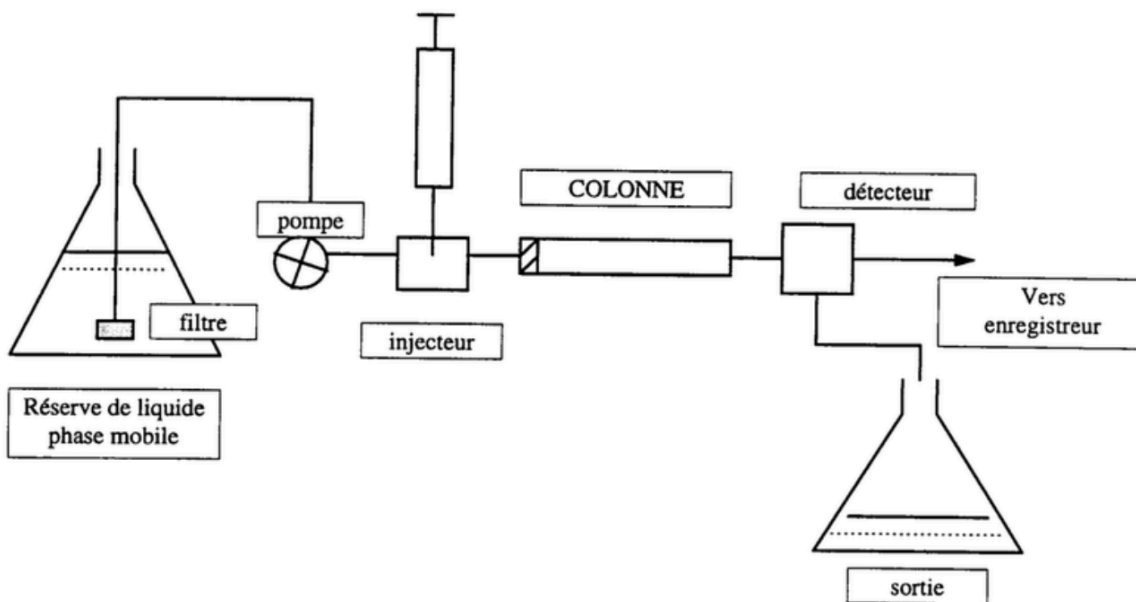 COLONNE
détecteur
pompe
filtre
injecteur
Vers
enregistreur
Réserve de liquide
phase mobile
sortie